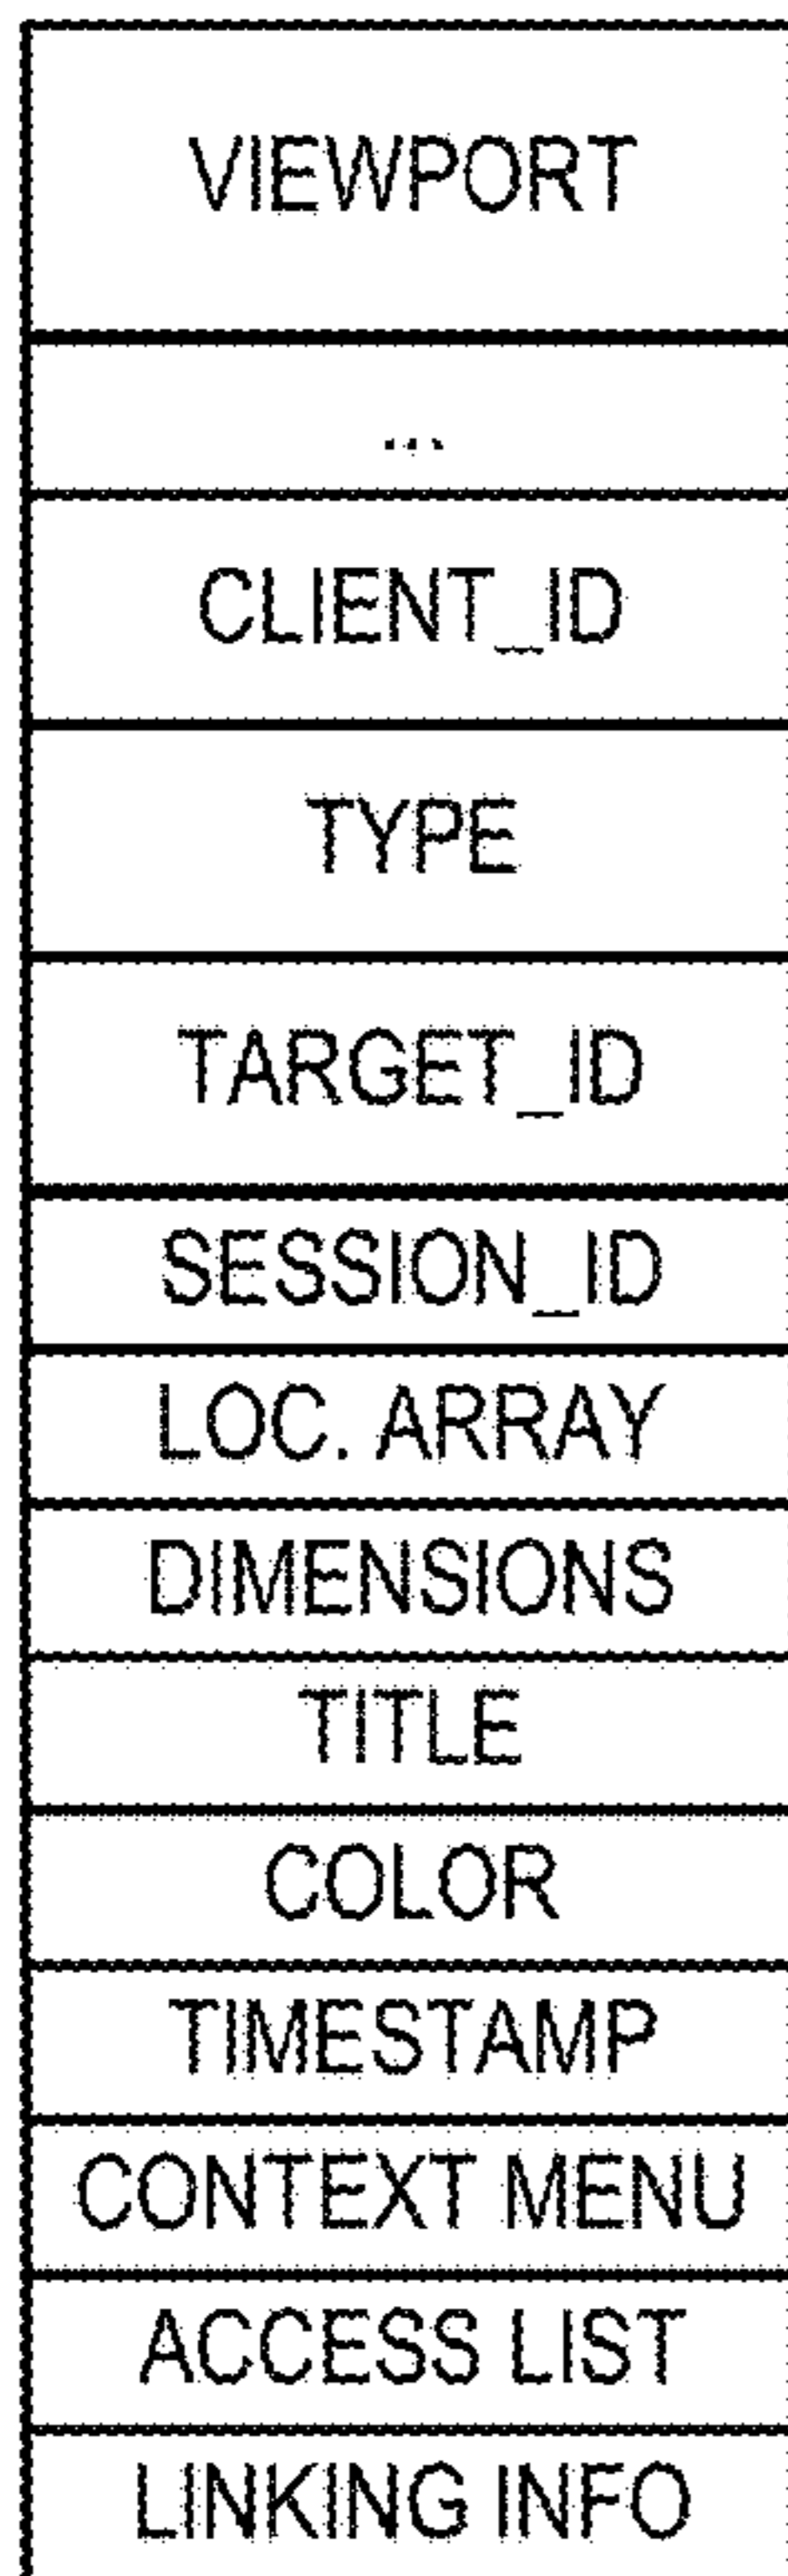 VIEWPORT
...
CLIENT_ID
TYPE
TARGET_ID
SESSION_ID
LOC. ARRAY
DIMENSIONS
TITLE
COLOR
TIMESTAMP
CONTEXT MENU
ACCESS LIST
LINKING INFO